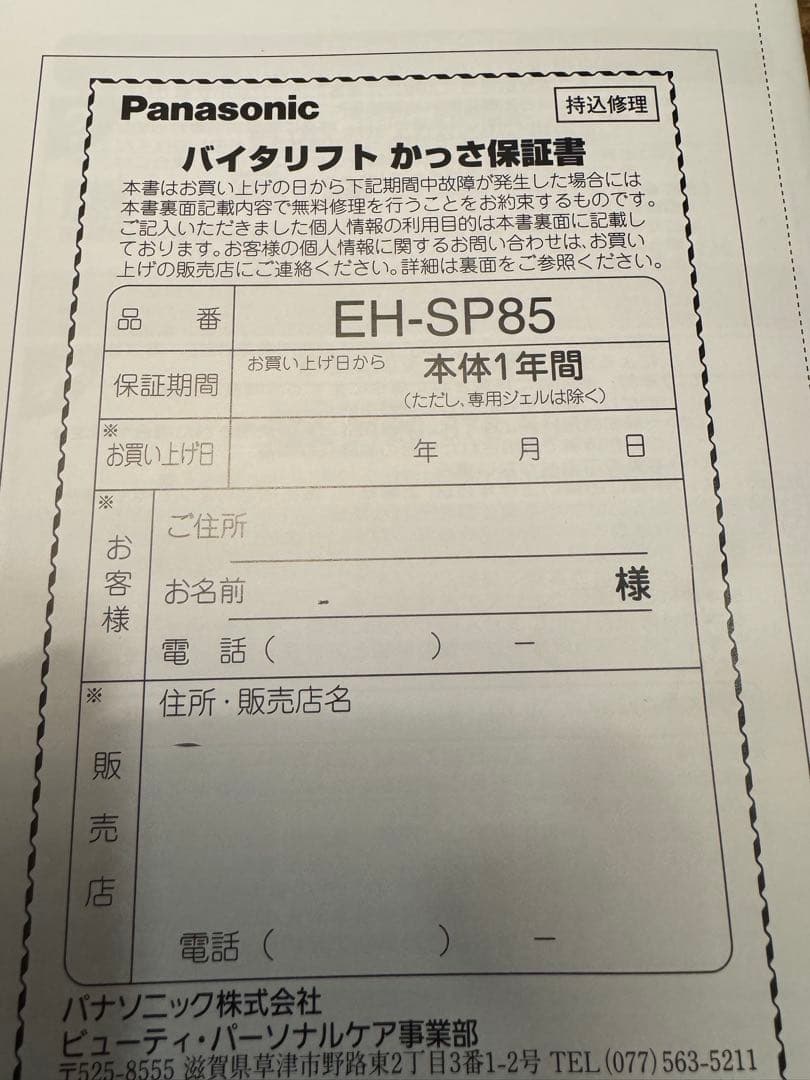 Panasonic
持込修理
バイタリフト かっさ保証書
本書はお買い上げの日から下記期間中故障が発生した場合には
本書裏面記載内容で無料修理を行うことをお約束するものです。
ご記入いただきました個人情報の利用目的は本書裏面に記載し
ております。お客様の個人情報に関するお問い合わせは、お買い
上げの販売店にご連絡ください。詳細は裏面をご参照ください。
品 番 EH-SP85
保証期間 お買い上げ日から 本体1年間
(ただし、専用ジェルは除く)
※
お買い上げ日 年 月 日
※
お客様
ご住所
お名前 様
電 話 ( ) ー
※
販売店
住所・販売店名
電話 ( ) ー
パナソニック株式会社
ビューティ・パーソナルケア事業部
〒525-8555 滋賀県草津市野路東2丁目3番1-2号 TEL (077) 563-5211